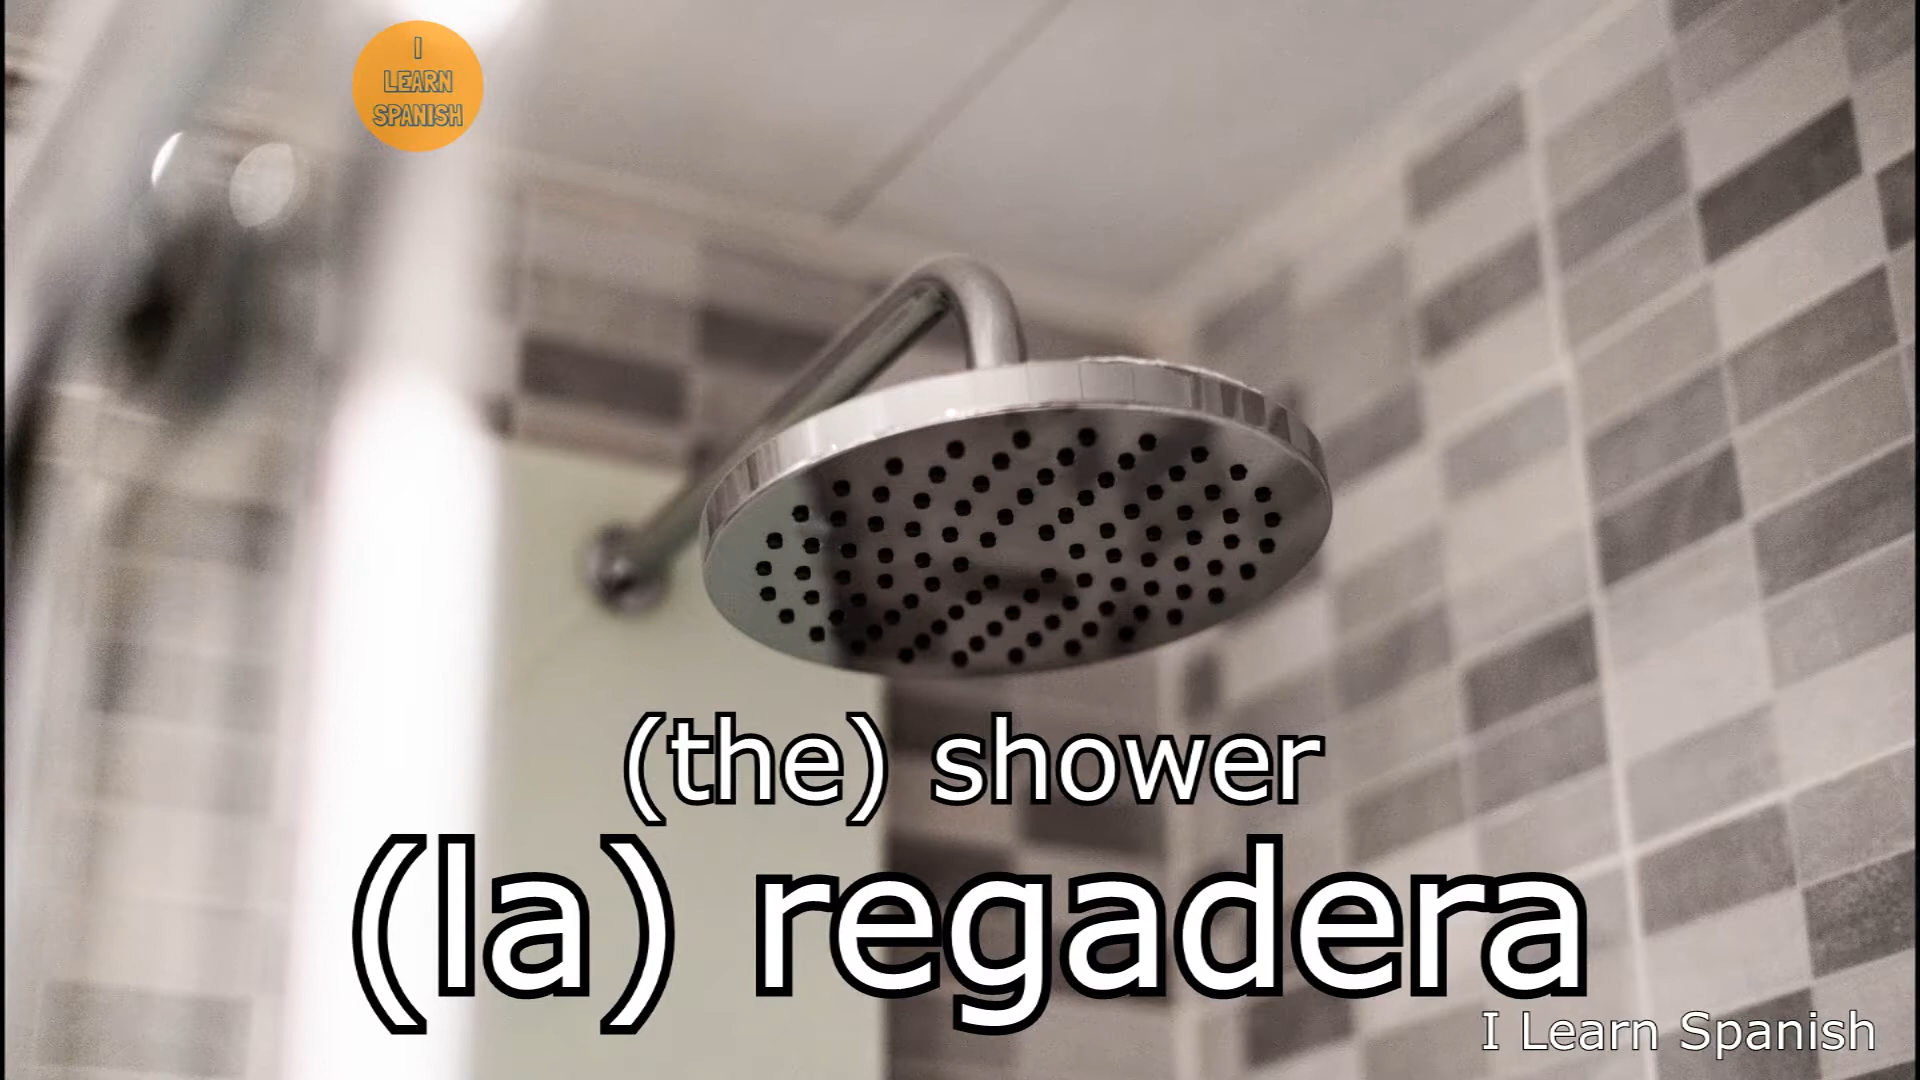 I
LEARN
SPANISH
(the) shower
(la) regadera
I Learn Spanish